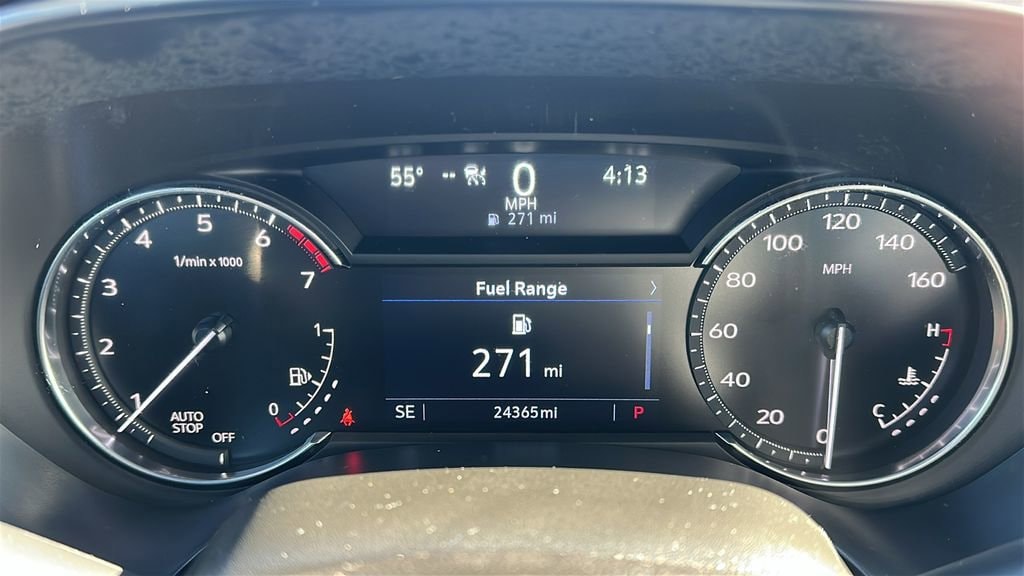 55° -- 0 4:13
MPH
271 mi
5
4 6
3 7
2
1
1/min x 1000
AUTO
STOP
OFF
1
0
Fuel Range >
271 mi
SE 24365mi P
120
100 140
80 160
60
40
20
0
MPH
H
C